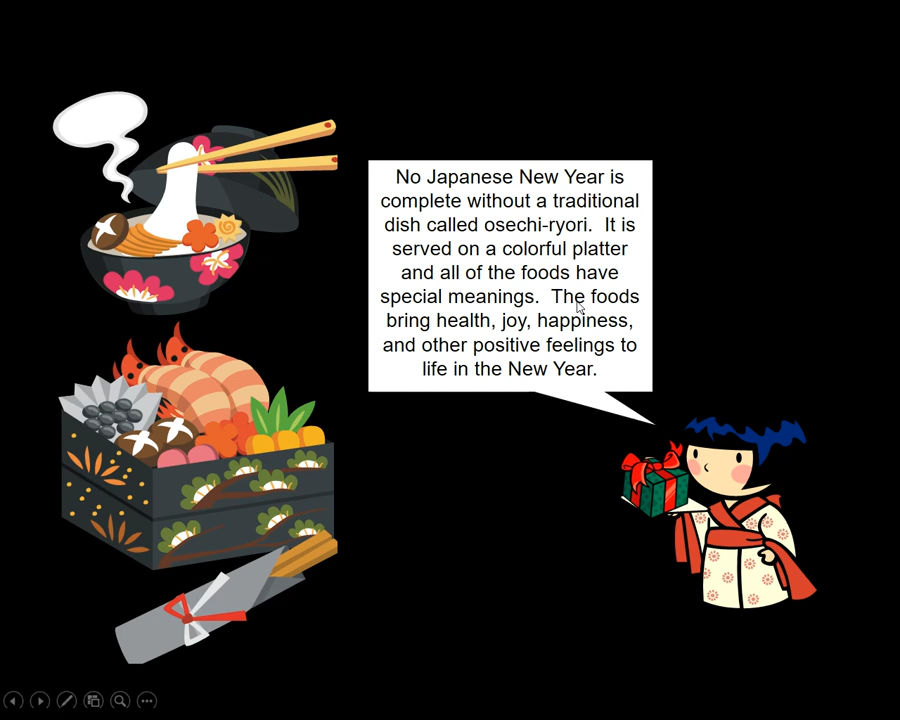 No Japanese New Year is
complete without a traditional
dish called osechi-ryori.  It is
served on a colorful platter
and all of the foods have
special meanings.  The foods
bring health, joy, happiness,
and other positive feelings to
life in the New Year.